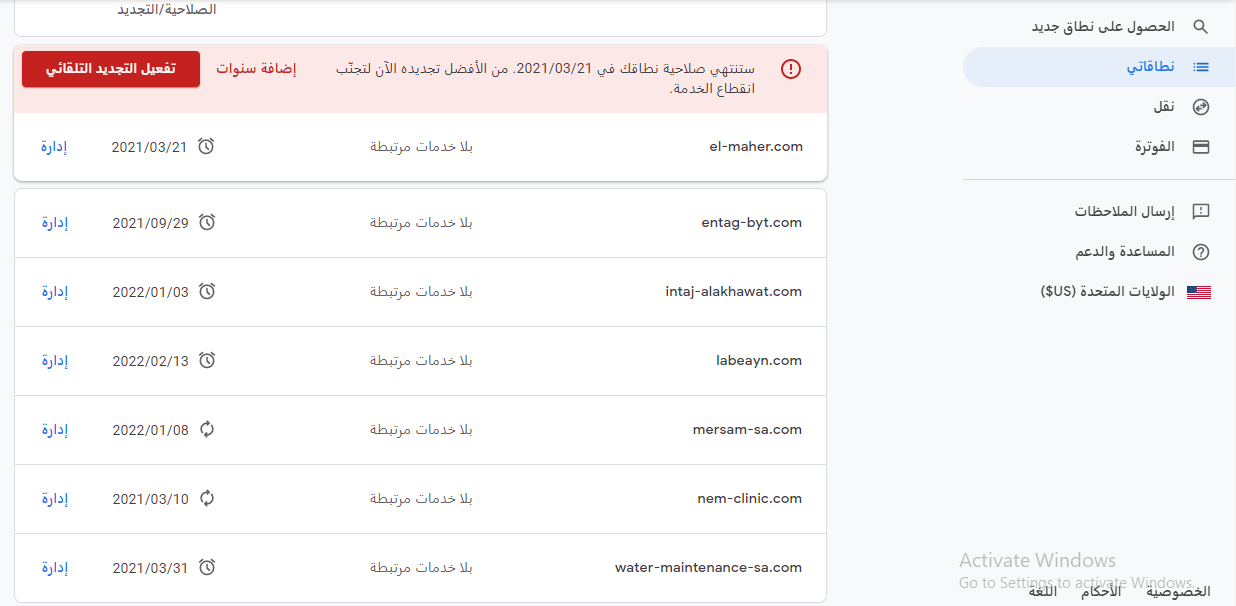 الحصول على نطاق جديد
نطاقاتي
نقل
الفوترة
إرسال الملاحظات
المساعدة والدعم
الولايات المتحدة (US$)
الصلاحية/التجديد
ستنتهي صلاحية نطاقك في 2021/03/21. من الأفضل تجديده الآن لتجنّب
انقطاع الخدمة.
إضافة سنوات
تفعيل التجديد التلقائي
el-maher.com بلا خدمات مرتبطة 2021/03/21 إدارة
entag-byt.com بلا خدمات مرتبطة 2021/09/29 إدارة
intaj-alakhawat.com بلا خدمات مرتبطة 2022/01/03 إدارة
labeayn.com بلا خدمات مرتبطة 2022/02/13 إدارة
mersam-sa.com بلا خدمات مرتبطة 2022/01/08 إدارة
nem-clinic.com بلا خدمات مرتبطة 2021/03/10 إدارة
water-maintenance-sa.com بلا خدمات مرتبطة 2021/03/31 إدارة
Activate Windows
Go to Settings to activate Windows.
الخصوصية الأحكام اللغة